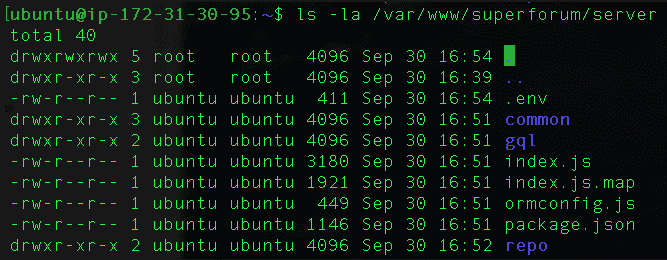 [ubuntu@ip-172-31-30-95:~$ ls -la /var/www/superforum/server
total 40
drwxrwxrwx 5 root   root   4096 Sep 30 16:54 .
drwxr-xr-x 3 root   root   4096 Sep 30 16:39 ..
-rw-r--r-- 1 ubuntu ubuntu  411 Sep 30 16:54 .env
drwxr-xr-x 3 ubuntu ubuntu 4096 Sep 30 16:51 common
drwxr-xr-x 2 ubuntu ubuntu 4096 Sep 30 16:51 gql
-rw-r--r-- 1 ubuntu ubuntu 3180 Sep 30 16:51 index.js
-rw-r--r-- 1 ubuntu ubuntu 1921 Sep 30 16:51 index.js.map
-rw-r--r-- 1 ubuntu ubuntu  449 Sep 30 16:51 ormconfig.js
-rw-r--r-- 1 ubuntu ubuntu 1146 Sep 30 16:51 package.json
drwxr-xr-x 2 ubuntu ubuntu 4096 Sep 30 16:52 repo